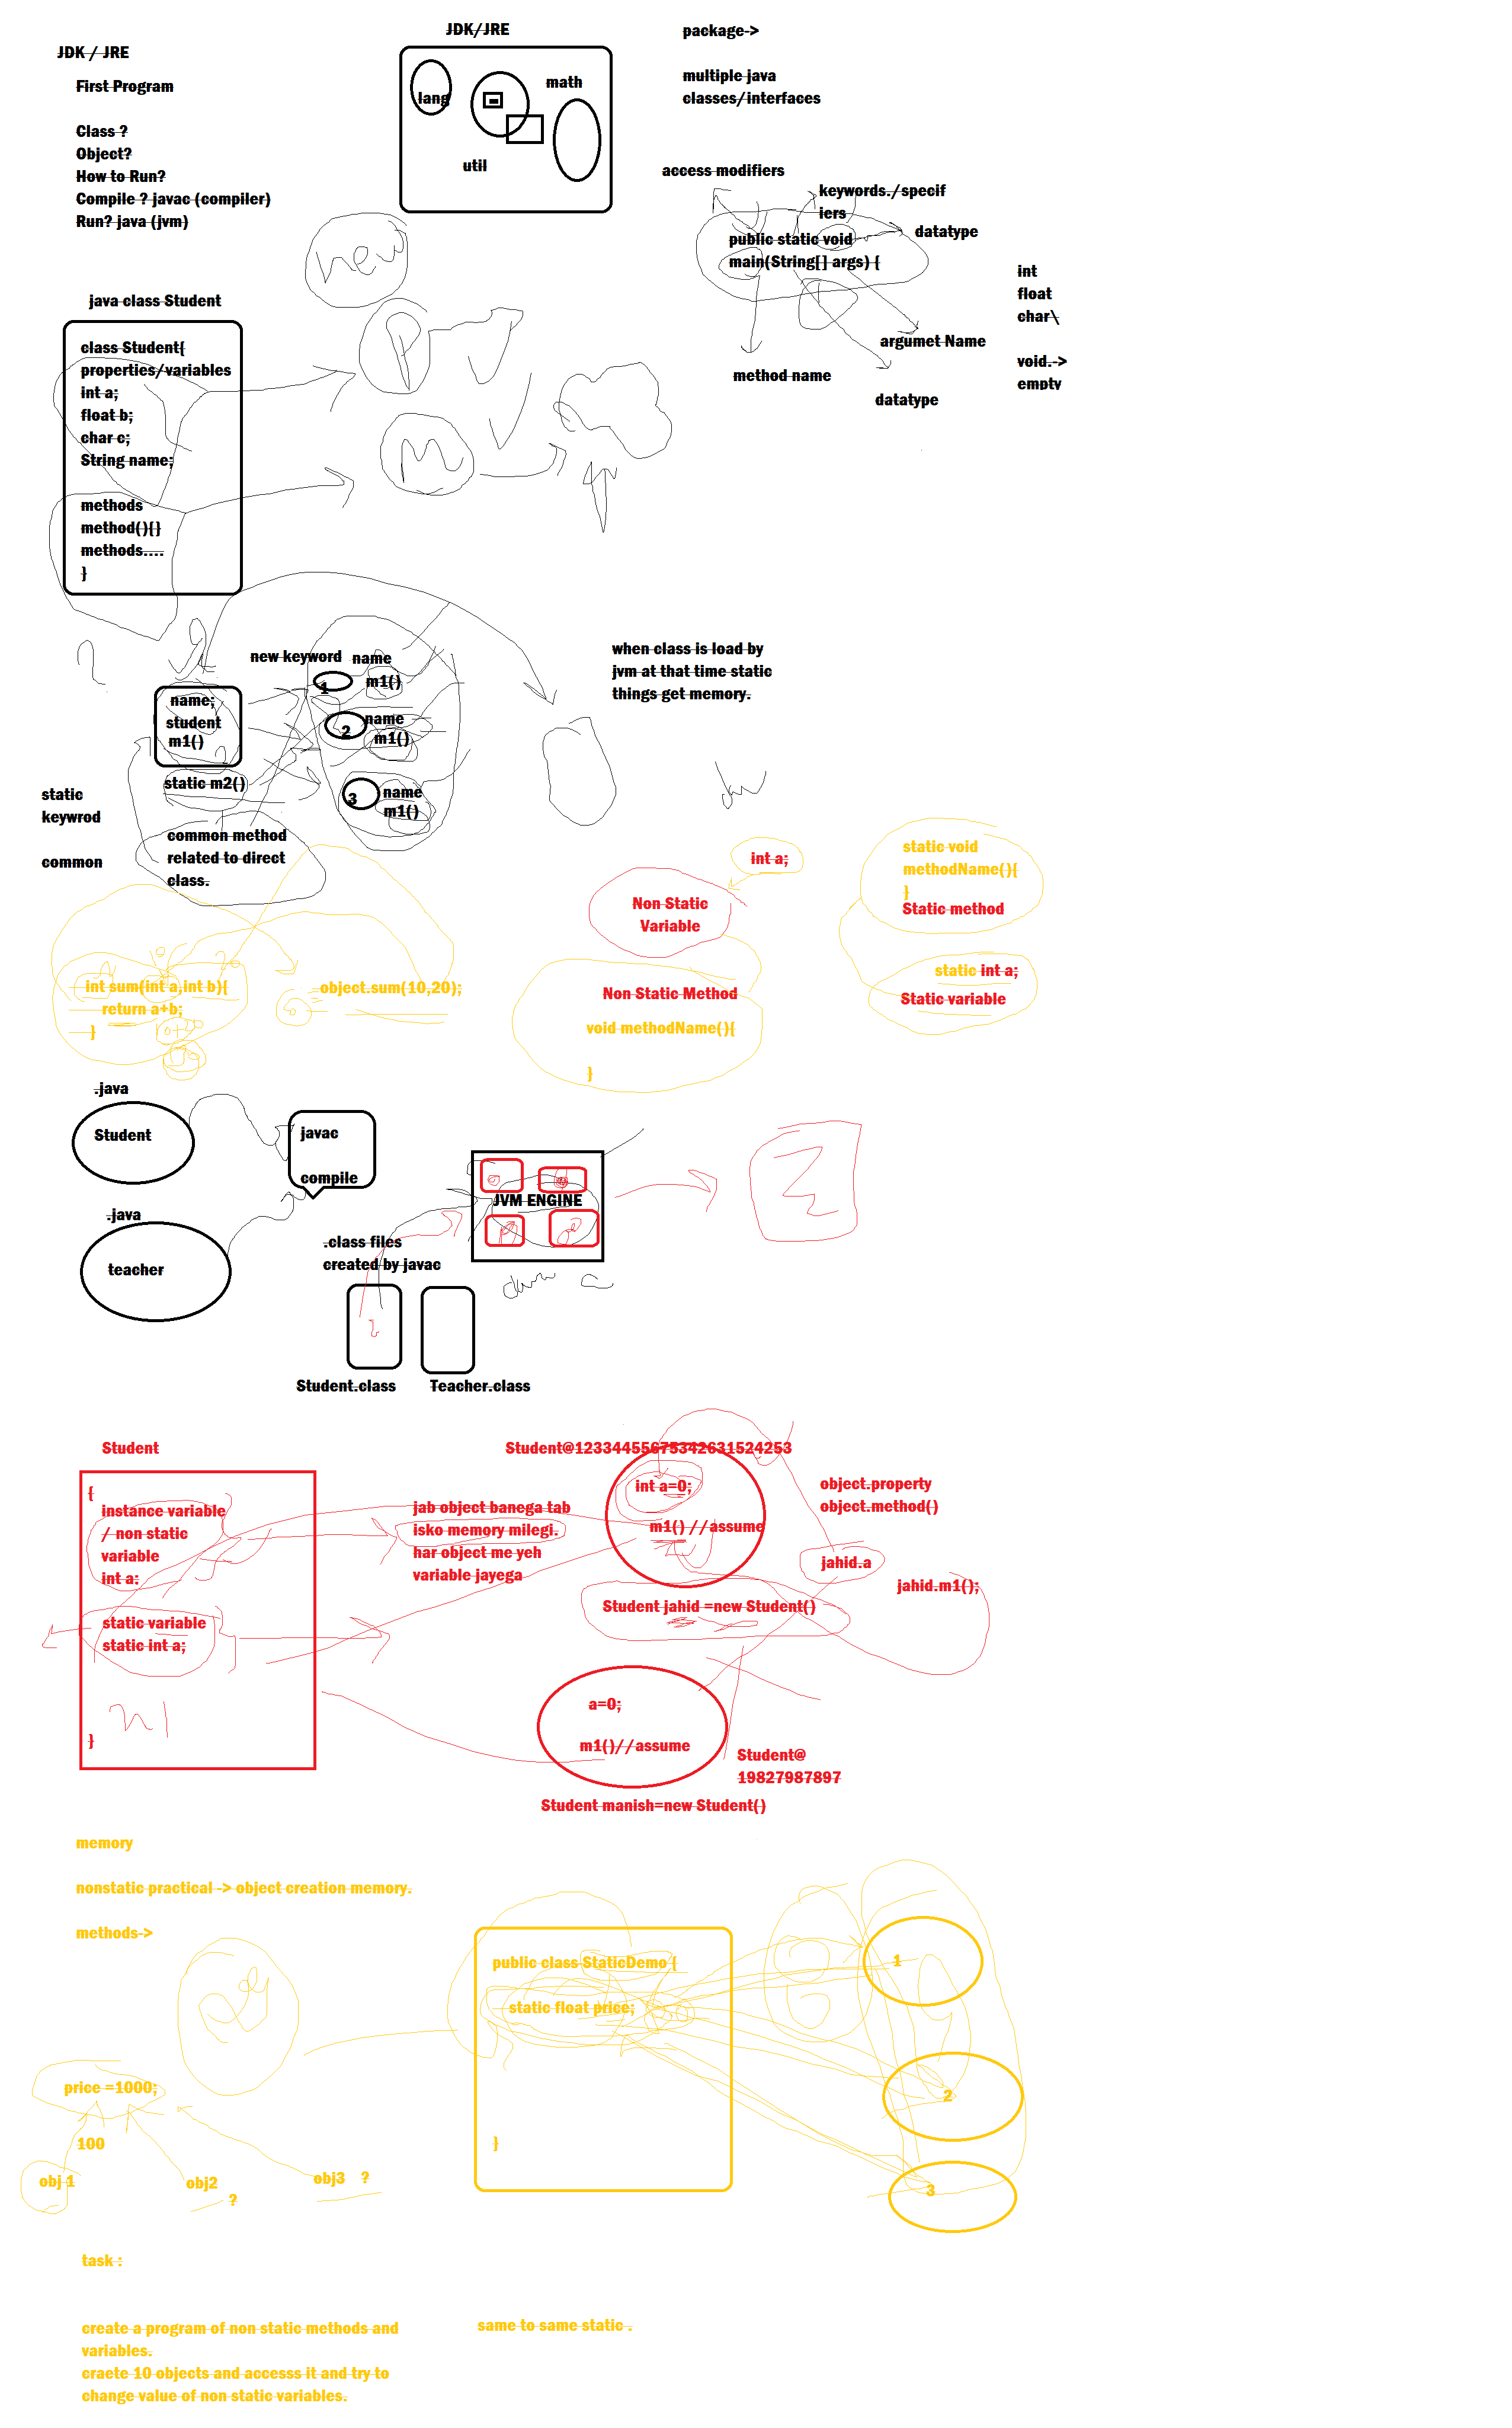 JDK / JRE
First Program
Class ?
Object?
How to Run?
Compile ? javac (compiler)
Run? java (jvm)
JDK/JRE
lang
math
util
package->
multiple java
classes/interfaces
access modifiers
keywords./specif
iers
public static void
main(String[] args) {
datatype
argumet Name
method name
datatype
int
float
char\
void.->
empty
java class Student
class Student{
properties/variables
int a;
float b;
char c;
String name;
methods
method(){}
methods....
}
new
m
new keyword
name;
student
m1()
static m2()
1
name
m1()
2
name
m1()
3
name
m1()
when class is load by
jvm at that time static
things get memory.
static
keywrod
common
common method
related to direct
class.
int sum(int a,int b){
return a+b;
}
object.sum(10,20);
int a;
Non Static
Variable
Non Static Method
void methodName(){
}
static void
methodName(){
}
Static method
static int a;
Static variable
.java
Student
.java
teacher
javac
compile
.class files
created by javac
JVM ENGINE
Student.class
Teacher.class
Student
{
instance variable
/ non static
variable
int a;
static variable
static int a;
m1
}
jab object banega tab
isko memory milegi.
har object me yeh
variable jayega
Student@12334455675342631524253
int a=0;
m1() //assume
Student jahid =new Student()
object.property
object.method()
jahid.a
jahid.m1();
a=0;
m1()//assume
Student@
19827987897
Student manish=new Student()
memory
nonstatic practical -> object creation memory.
methods->
public class StaticDemo {
static float price;
}
1
2
3
price =1000;
100
obj 1
obj2
?
obj3 ?
task :
create a program of non static methods and
variables.
craete 10 objects and accesss it and try to
change value of non static variables.
same to same static .